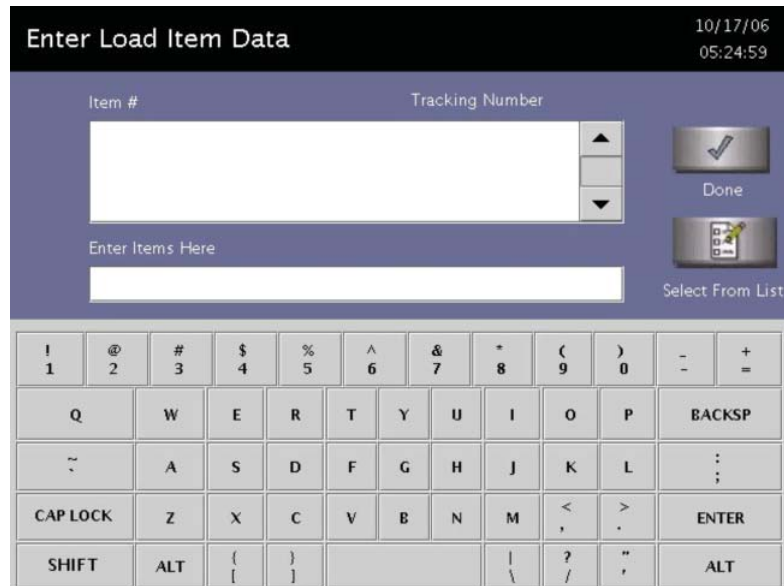 Enter Load Item Data
10/17/06
05:24:59
Item #
Tracking Number
Done
Enter Items Here
Select From List
! @ # $ % ^ & * ( ) _ +
1 2 3 4 5 6 7 8 9 0 - =
Q W E R T Y U I O P BACKSP
~ :
` A S D F G H J K L ;
< >
CAP LOCK Z X C V B N M , . ENTER
{ } | ? "
SHIFT ALT [ ] \ / ' ALT